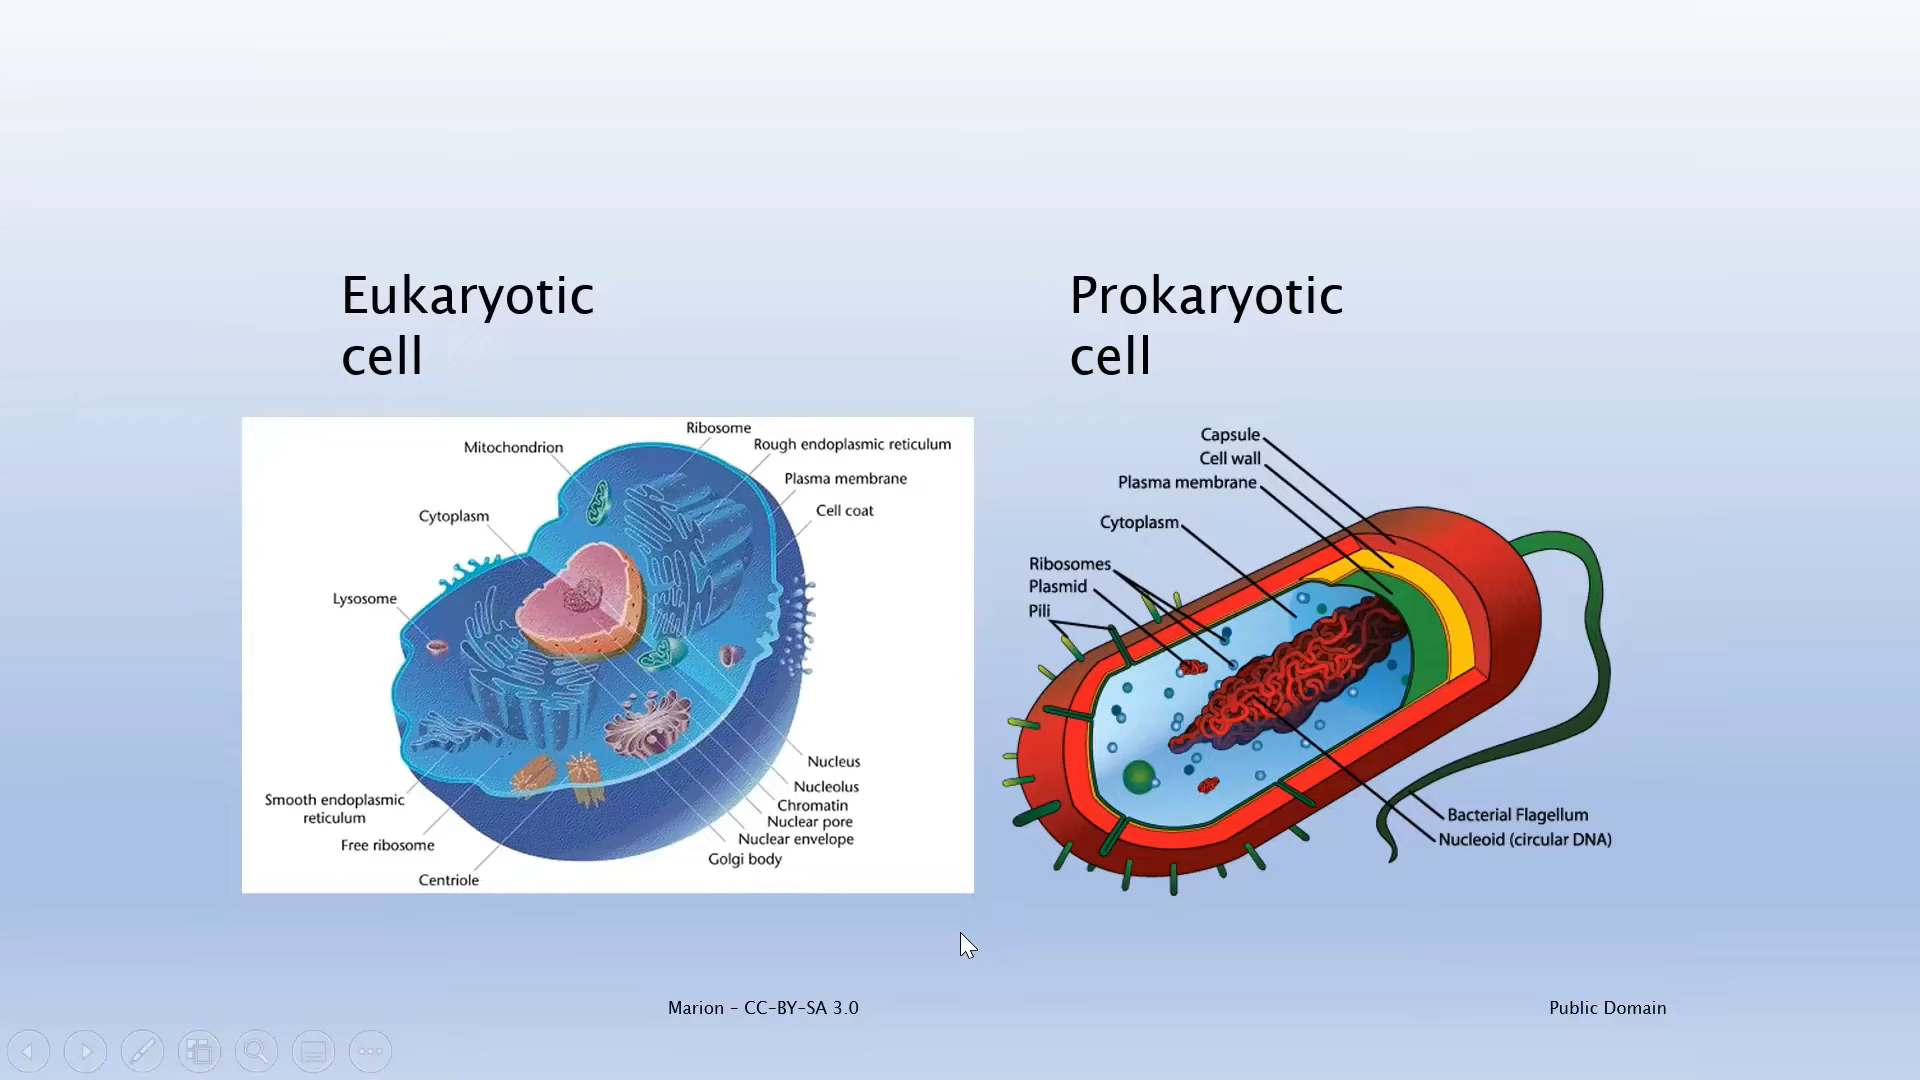 Eukaryotic
cell
Prokaryotic
cell
Ribosome
Mitochondrion
Rough endoplasmic reticulum
Plasma membrane
Cell coat
Cytoplasm
Lysosome
Nucleus
Nucleolus
Chromatin
Nuclear pore
Nuclear envelope
Golgi body
Smooth endoplasmic
reticulum
Free ribosome
Centriole
Capsule
Cell wall
Plasma membrane
Cytoplasm
Ribosomes
Plasmid
Pili
Bacterial Flagellum
Nucleoid (circular DNA)
Marion – CC-BY-SA 3.0
Public Domain